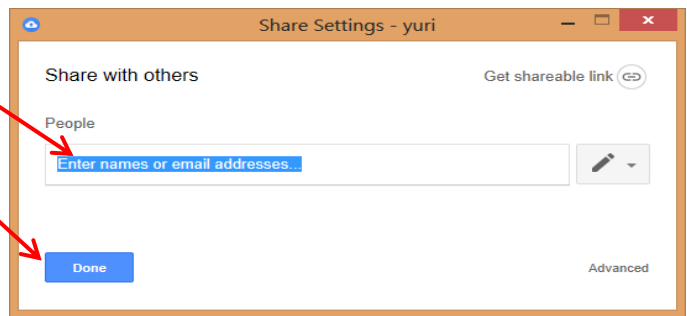 Share Settings - yuri
Share with others
Get shareable link
People
Enter names or email addresses...
Done
Advanced